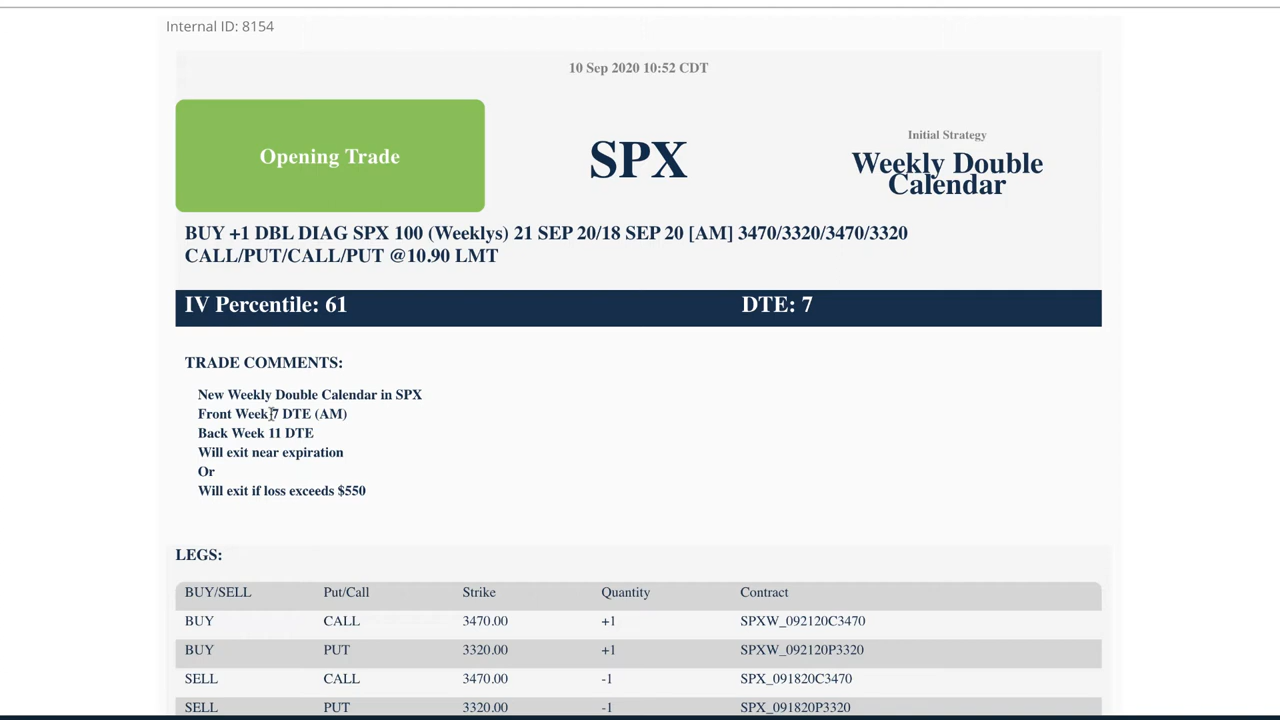 Internal ID: 8154
10 Sep 2020 10:52 CDT
Opening Trade
SPX
Initial Strategy
Weekly Double
Calendar
BUY +1 DBL DIAG SPX 100 (Weeklys) 21 SEP 20/18 SEP 20 [AM] 3470/3320/3470/3320
CALL/PUT/CALL/PUT @10.90 LMT
IV Percentile: 61 DTE: 7
TRADE COMMENTS:
New Weekly Double Calendar in SPX
Front Week 7 DTE (AM)
Back Week 11 DTE
Will exit near expiration
Or
Will exit if loss exceeds $550
LEGS:
BUY/SELL Put/Call Strike Quantity Contract
BUY CALL 3470.00 +1 SPXW_092120C3470
BUY PUT 3320.00 +1 SPXW_092120P3320
SELL CALL 3470.00 -1 SPX_091820C3470
SELL PUT 3320.00 -1 SPX_091820P3320